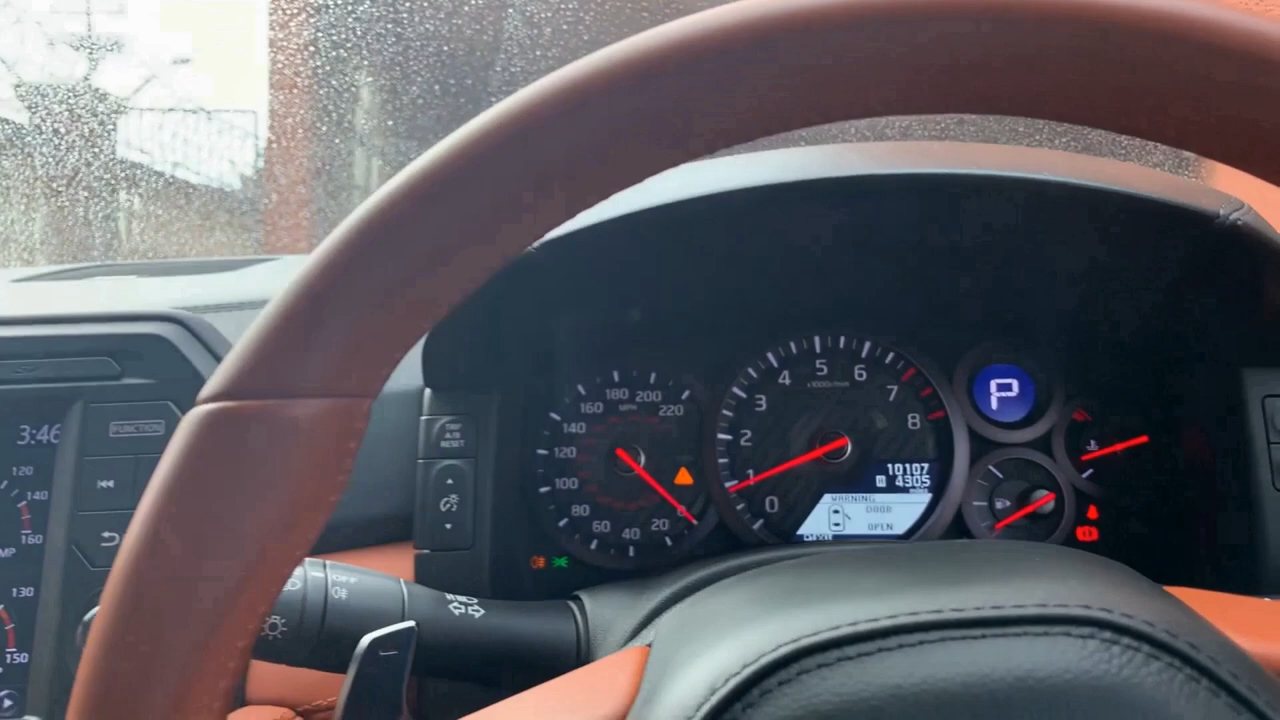 3:46
FUNCTION
120
140
160
MP
130
150
OFF
TRIP
A/B
RESET
180 200
160 MPH 220
140
120
100
80
60
40
20
5
4 6
x1000r/min
3 7
2 8
1
0
10107
A 4305
miles
WARNING
DOOR
OPEN
P